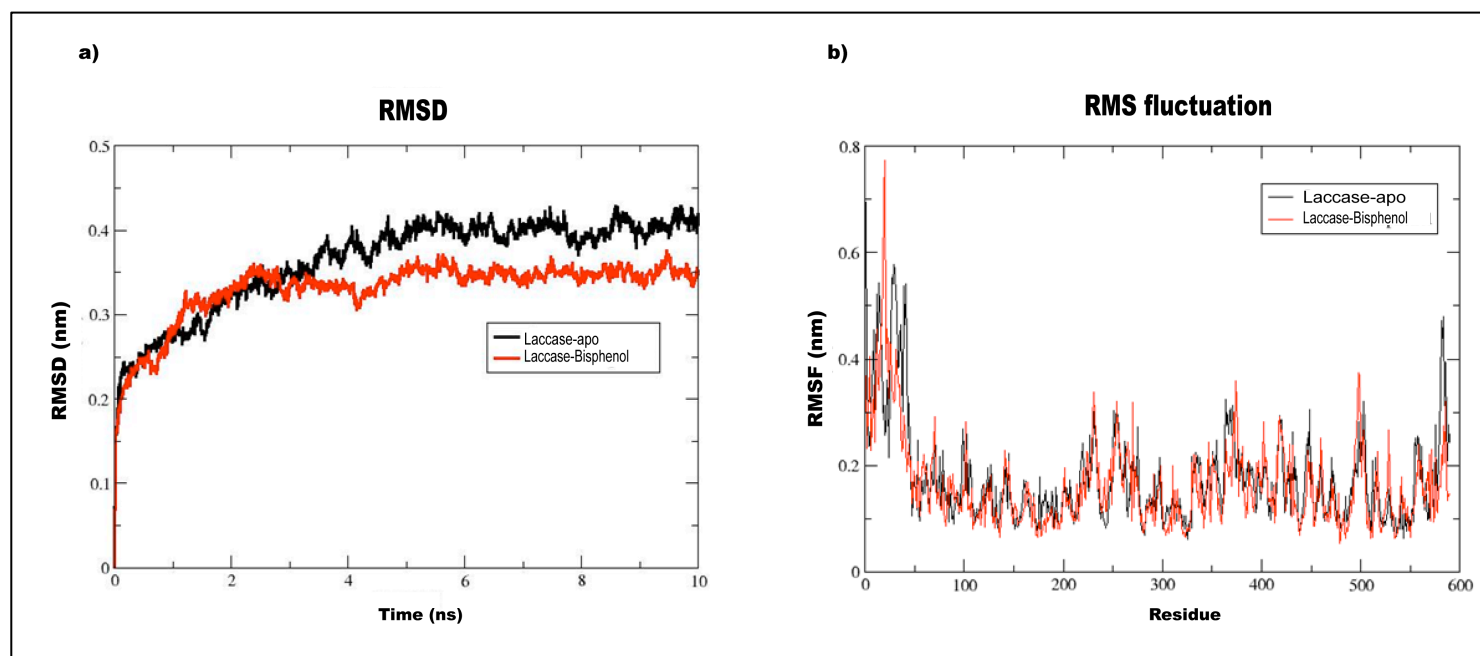 a)
RMSD
RMSD (nm)
0.5
0.4
0.3
0.2
0.1
0
0
2
4
6
8
10
Time (ns)
Laccase-apo
Laccase-Bisphenol
b)
RMS fluctuation
RMSF (nm)
0.8
0.6
0.4
0.2
0
0
100
200
300
400
500
600
Residue
Laccase-apo
Laccase-Bisphenol